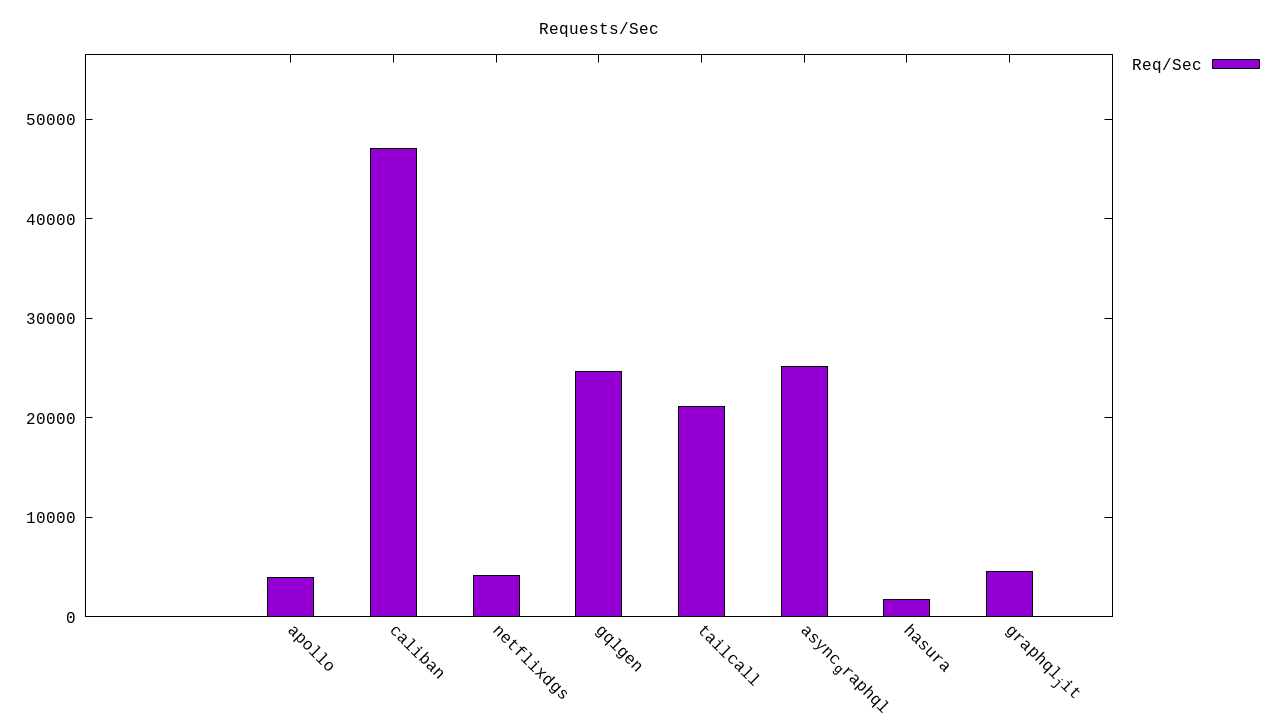 Requests/Sec
Req/Sec
50000
40000
30000
20000
10000
0
apollo
caliban
netflixdgs
gqlgen
tailcall
async_graphql
hasura
graphql_jit